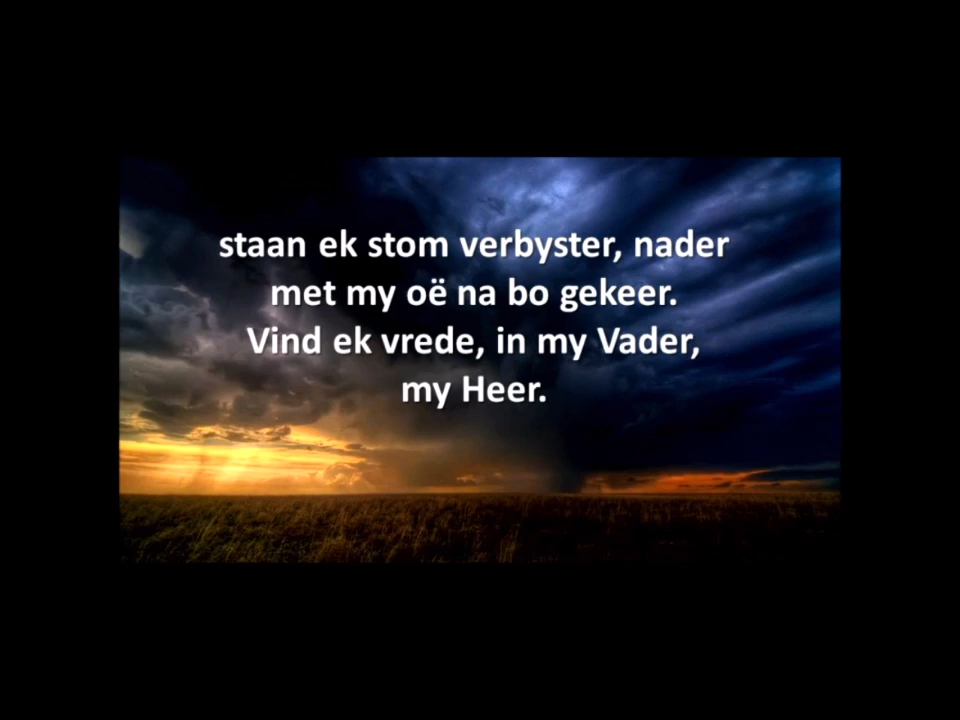 staan ek stom verbyster, nader
met my oë na bo gekeer.
Vind ek vrede, in my Vader,
my Heer.